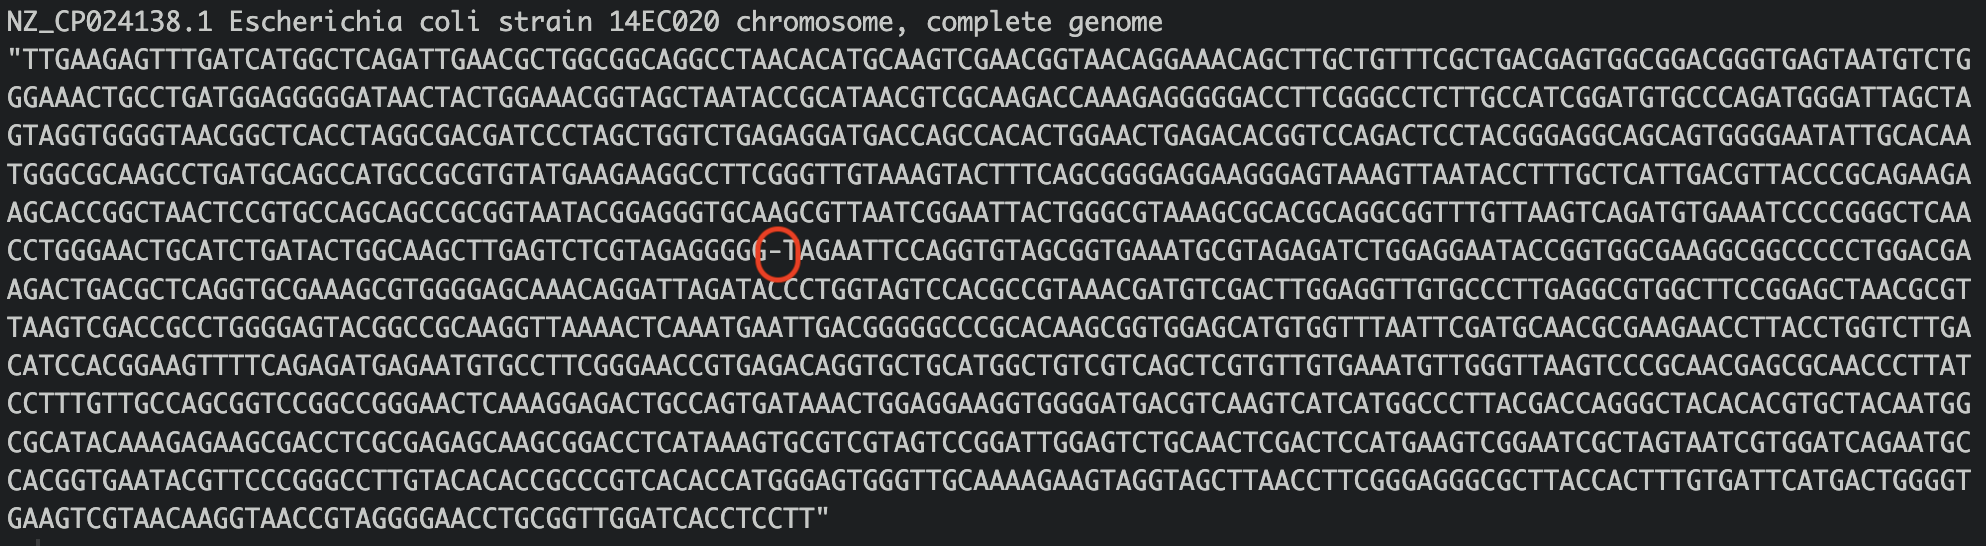 NZ_CP024138.1 Escherichia coli strain 14EC020 chromosome, complete genome
"TTGAAGAGTTTGATCATGGCTCAGATTGAACGCTGGCGGCAGGCCTAACACATGCAAGTCGAACGGTAACAGGAAACAGCTTGCTGTTTCGCTGACGAGTGGCGGACGGGTGAGTAATGTCTG
GGAAACTGCCTGATGGAGGGGGATAACTACTGGAAACGGTAGCTAATACCGCATAACGTCGCAAGACCAAAGAGGGGGACCTTCGGGCCTCTTGCCATCGGATGTGCCCAGATGGGATTAGCTA
GTAGGTGGGGTAACGGCTCACCTAGGCGACGATCCCTAGCTGGTCTGAGAGGATGACCAGCCACACTGGAACTGAGACACGGTCCAGACTCCTACGGGAGGCAGCAGTGGGGAATATTGCACAA
TGGGCGCAAGCCTGATGCAGCCATGCCGCGTGTATGAAGAAGGCCTTCGGGTTGTAAAGTACTTTCAGCGGGGAGGAAGGGAGTAAAGTTAATACCTTTGCTCATTGACGTTACCCGCAGAAGA
AGCACCGGCTAACTCCGTGCCAGCAGCCGCGGTAATACGGAGGGTGCAAGCGTTAATCGGAATTACTGGGCGTAAAGCGCACGCAGGCGGTTTGTTAAGTCAGATGTGAAATCCCCGGGCTCAA
CCTGGGAACTGCATCTGATACTGGCAAGCTTGAGTCTCGTAGAGGGGG-TAGAATTCCAGGTGTAGCGGTGAAATGCGTAGAGATCTGGAGGAATACCGGTGGCGAAGGCGGCCCCCTGGACGA
AGACTGACGCTCAGGTGCGAAAGCGTGGGGAGCAAACAGGATTAGATACCCTGGTAGTCCACGCCGTAAACGATGTCGACTTGGAGGTTGTGCCCTTGAGGCGTGGCTTCCGGAGCTAACGCGT
TAAGTCGACCGCCTGGGGAGTACGGCCGCAAGGTTAAAACTCAAATGAATTGACGGGGGCCCGCACAAGCGGTGGAGCATGTGGTTTAATTCGATGCAACGCGAAGAACCTTACCTGGTCTTGA
CATCCACGGAAGTTTTCAGAGATGAGAATGTGCCTTCGGGAACCGTGAGACAGGTGCTGCATGGCTGTCGTCAGCTCGTGTTGTGAAATGTTGGGTTAAGTCCCGCAACGAGCGCAACCCTTAT
CCTTTGTTGCCAGCGGTCCGGCCGGGAACTCAAAGGAGACTGCCAGTGATAAACTGGAGGAAGGTGGGGATGACGTCAAGTCATCATGGCCCTTACGACCAGGGCTACACACGTGCTACAATGG
CGCATACAAAGAGAAGCGACCTCGCGAGAGCAAGCGGACCTCATAAAGTGCGTCGTAGTCCGGATTGGAGTCTGCAACTCGACTCCATGAAGTCGGAATCGCTAGTAATCGTGGATCAGAATGC
CACGGTGAATACGTTCCCGGGCCTTGTACACACCGCCCGTCACACCATGGGAGTGGGTTGCAAAAGAAGTAGGTAGCTTAACCTTCGGGAGGGCGCTTACCACTTTGTGATTCATGACTGGGGT
GAAGTCGTAACAAGGTAACCGTAGGGGAACCTGCGGTTGGATCACCTCCTT"